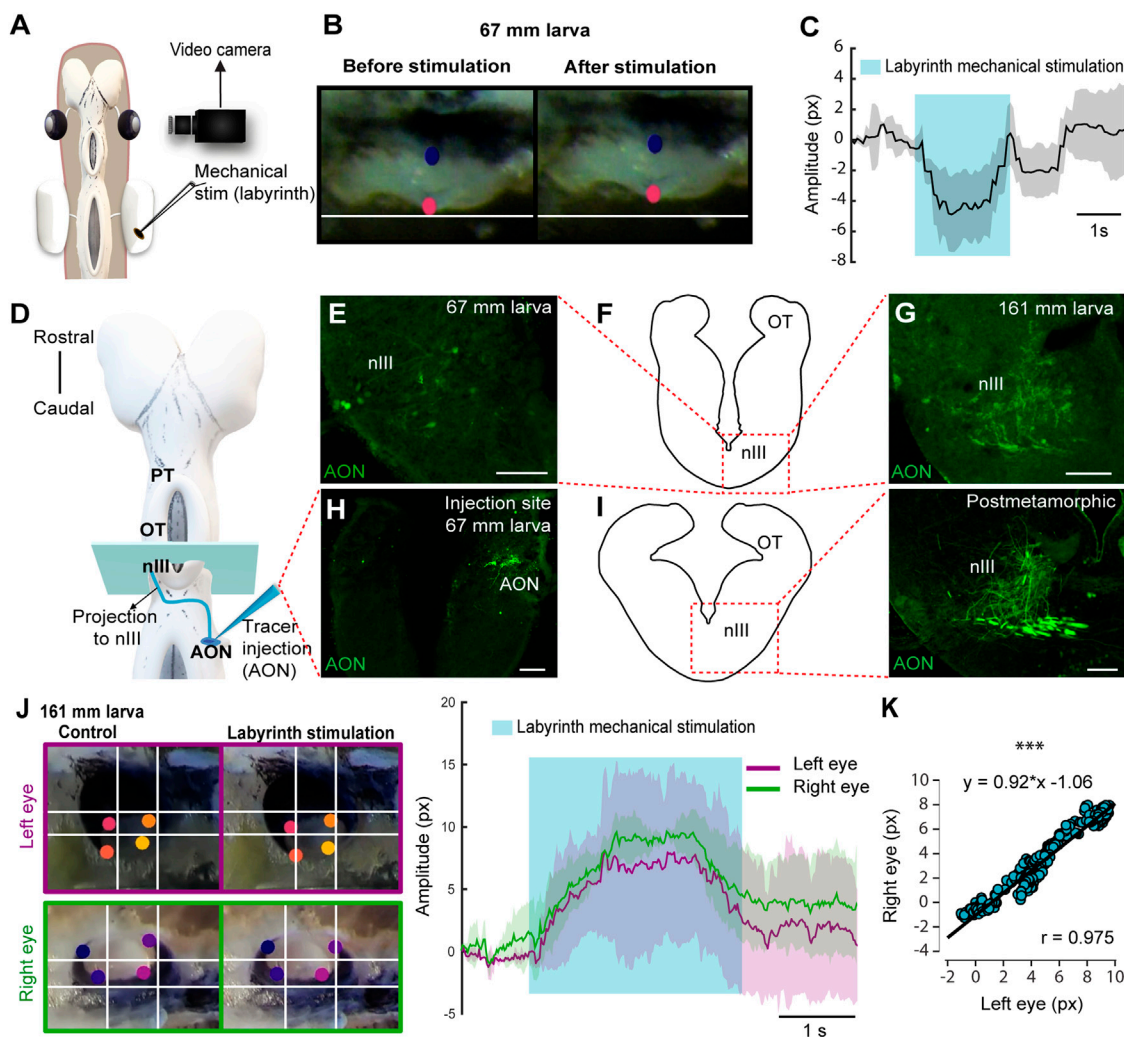 A
Video camera
Mechanical
stim (labyrinth)
B
67 mm larva
Before stimulation
After stimulation
C
Labyrinth mechanical stimulation
Amplitude (px)
6
4
2
0
-2
-4
-6
-8
1s
D
Rostral
Caudal
PT
OT
nIII
Projection
to nIII
AON
Tracer
injection
(AON)
E
67 mm larva
nIII
AON
F
OT
nIII
G
161 mm larva
nIII
AON
H
Injection site
67 mm larva
AON
AON
I
OT
nIII
Postmetamorphic
nIII
AON
J
161 mm larva
Control
Labyrinth stimulation
Left eye
Right eye
Amplitude (px)
20
15
10
5
0
-5
Labyrinth mechanical stimulation
Left eye
Right eye
1 s
K
***
y = 0.92*x -1.06
Right eye (px)
10
8
6
4
2
0
-2
-4
r = 0.975
-2 0 2 4 6 8 10
Left eye (px)